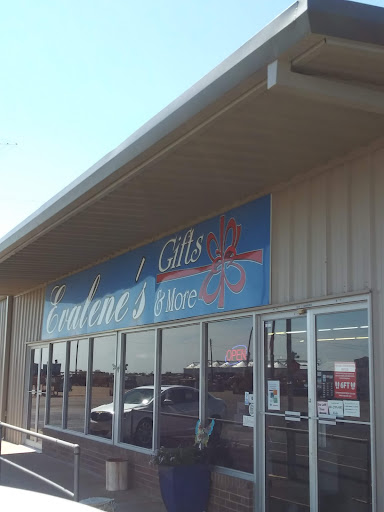 Evalene's
Gifts
& More
OPEN